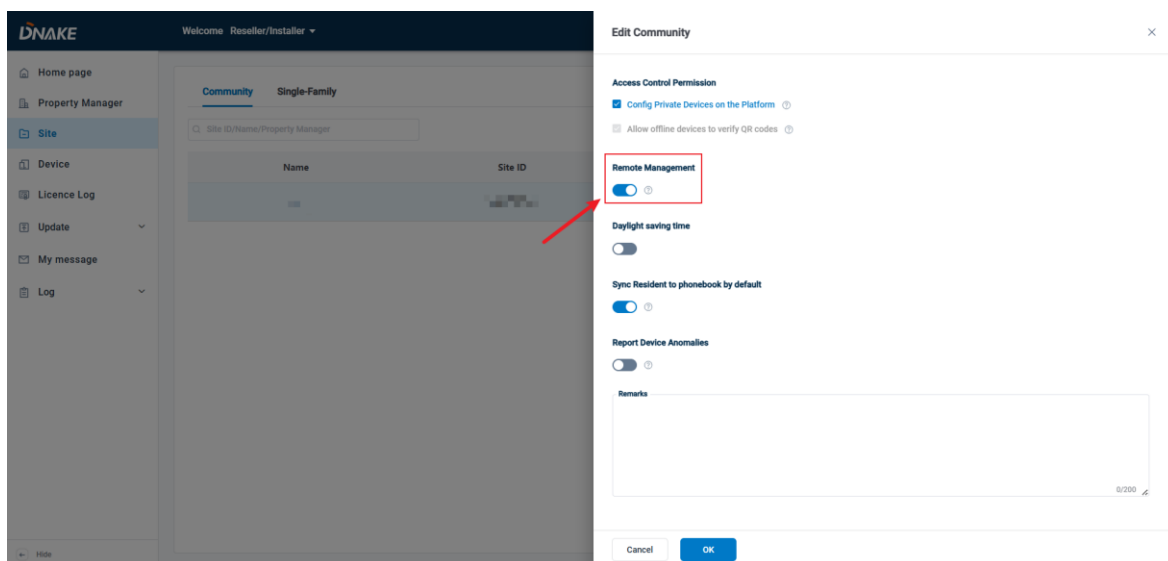 DNAKE
Welcome Reseller/Installer
Home page
Property Manager
Site
Device
Licence Log
Update
My message
Log
Hide
Community Single-Family
Site ID/Name/Property Manager
Name Site ID
Edit Community
Access Control Permission
Config Private Devices on the Platform
Allow offline devices to verify QR codes
Remote Management
Daylight saving time
Sync Resident to phonebook by default
Report Device Anomalies
Remarks
0/200
Cancel OK